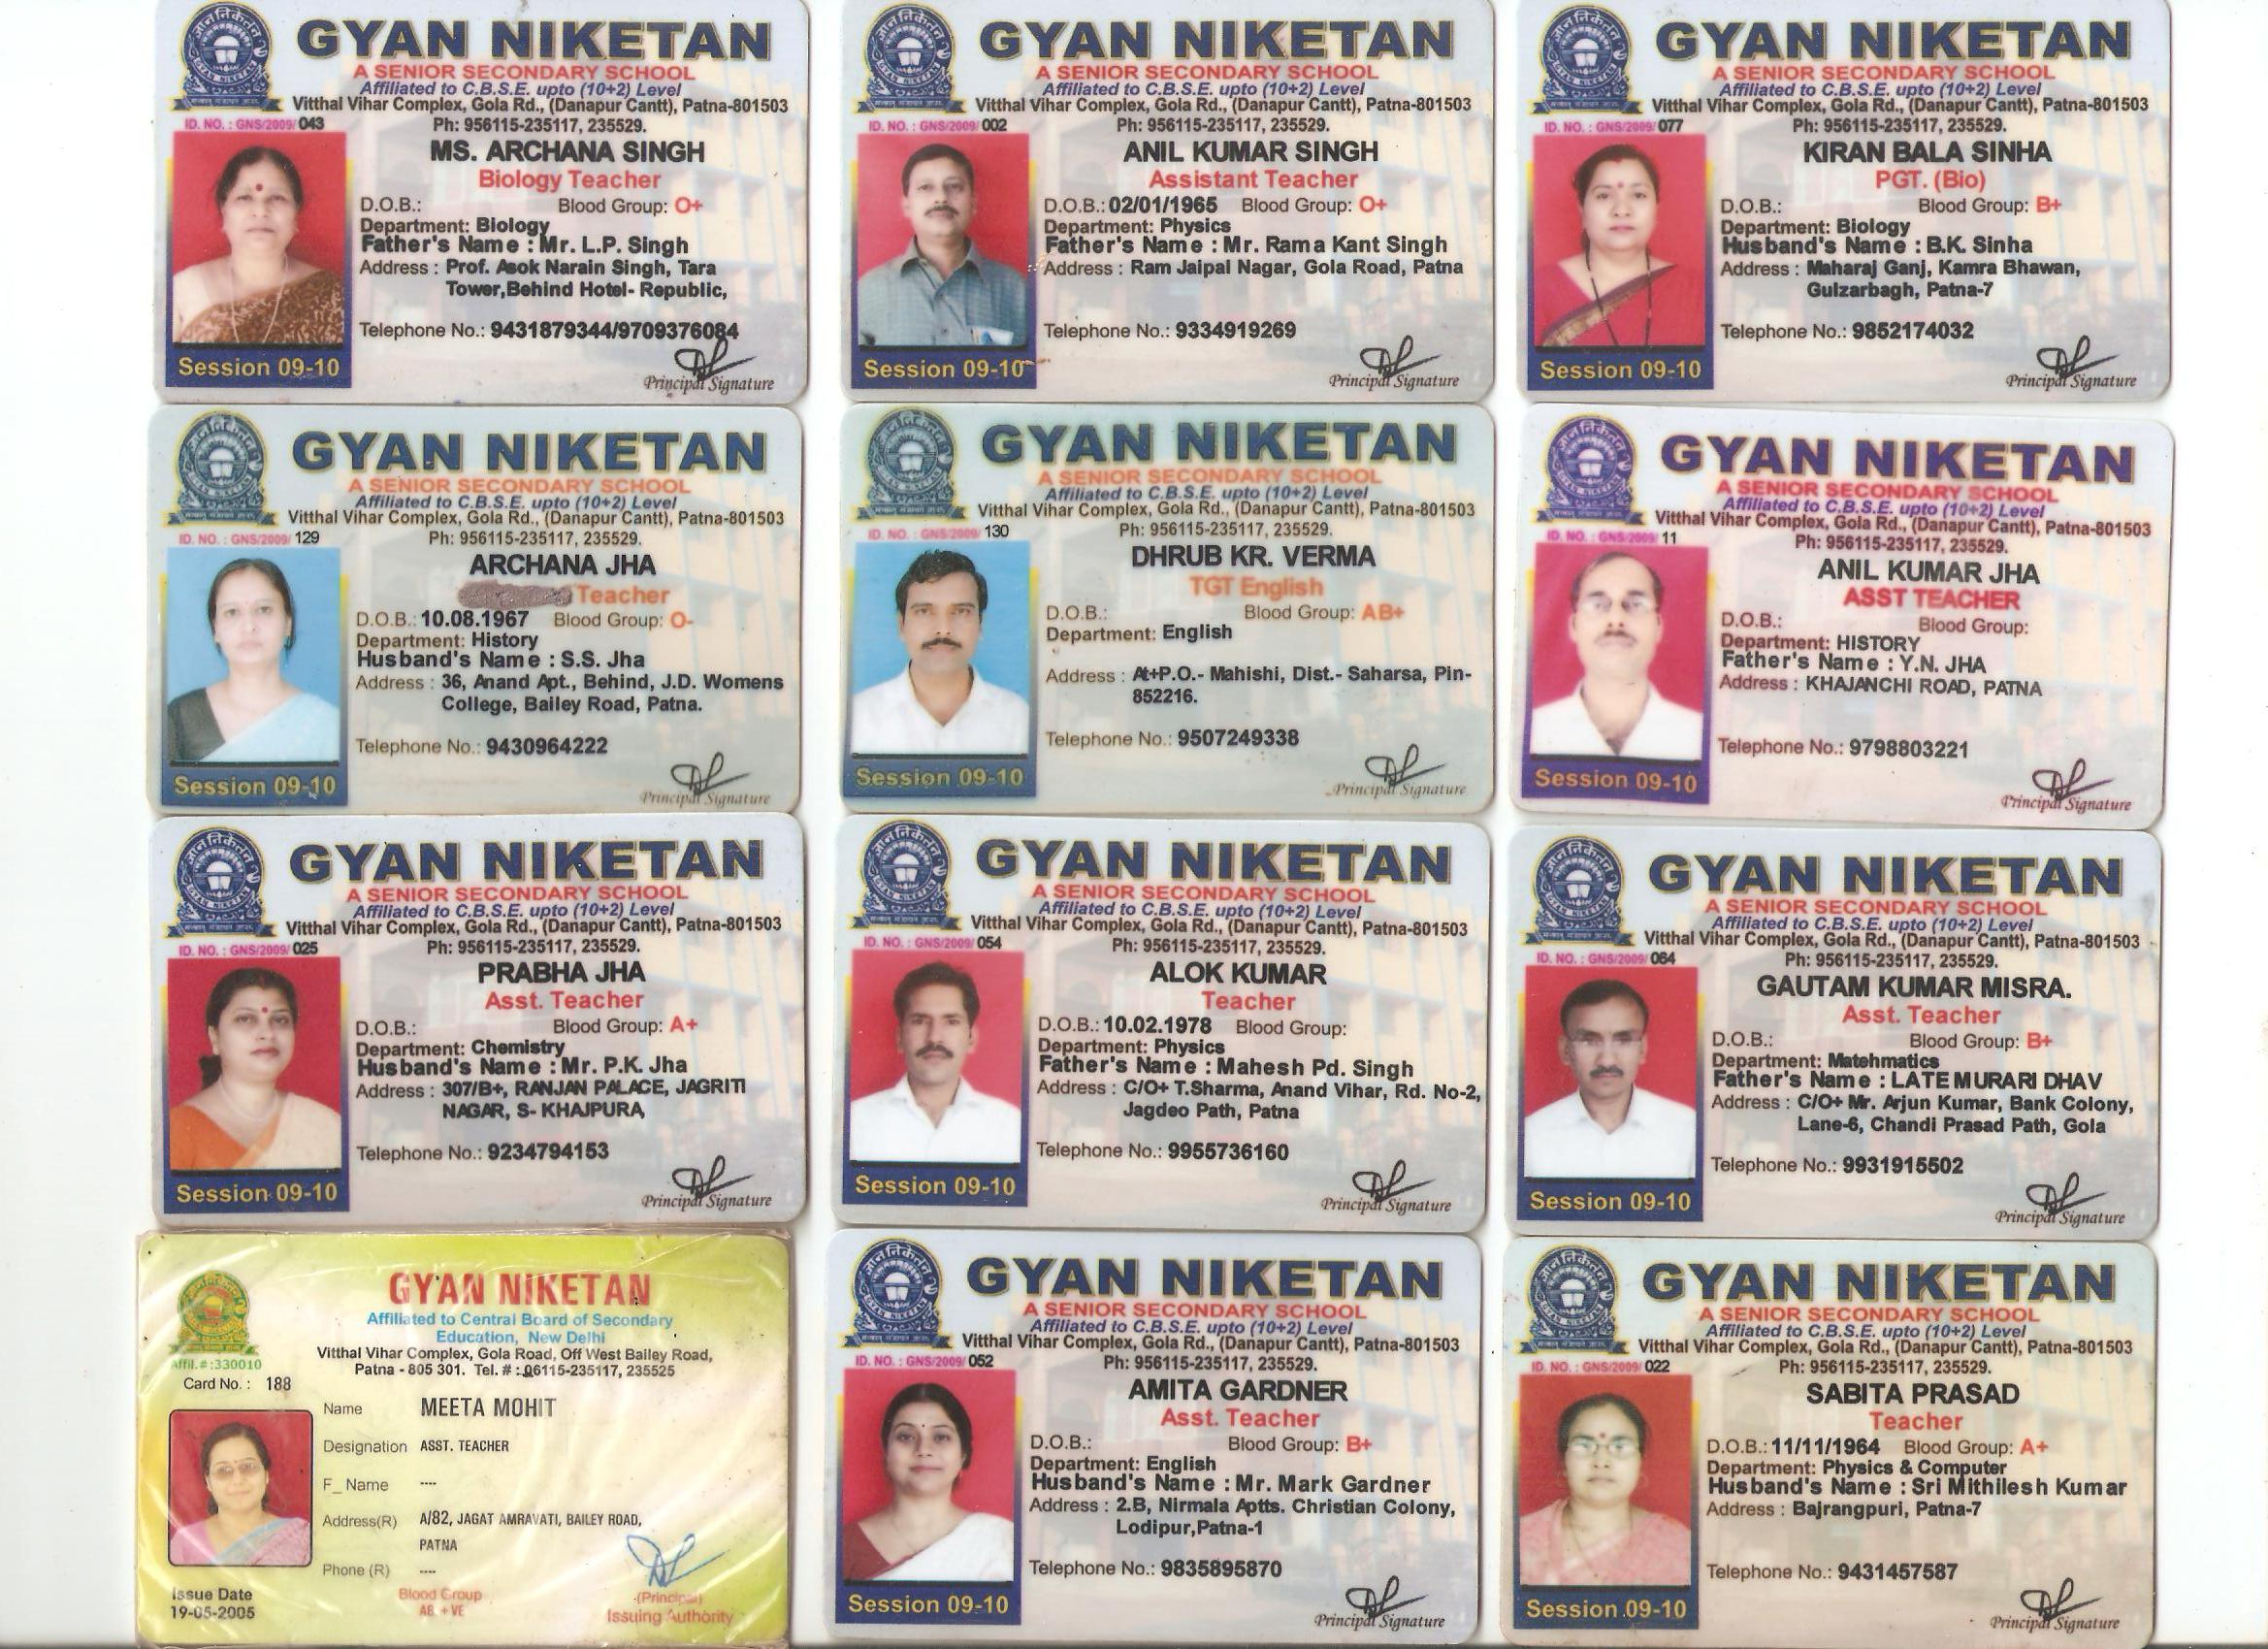 GYAN NIKETAN
A SENIOR SECONDARY SCHOOL
Affiliated to C.B.S.E. upto (10+2) Level
Vitthal Vihar Complex, Gola Rd., (Danapur Cantt), Patna-801503
ID. NO. : GNS/2009/ 043 Ph: 956115-235117, 235529.
MS. ARCHANA SINGH
Biology Teacher
D.O.B.: Blood Group: O+
Department: Biology
Father's Name : Mr. L.P. Singh
Address : Prof. Asok Narain Singh, Tara
Tower,Behind Hotel- Republic,
Telephone No.: 9431879344/9709376084
Session 09-10
Principal Signature
GYAN NIKETAN
A SENIOR SECONDARY SCHOOL
Affiliated to C.B.S.E. upto (10+2) Level
Vitthal Vihar Complex, Gola Rd., (Danapur Cantt), Patna-801503
ID. NO. : GNS/2009/ 002 Ph: 956115-235117, 235529.
ANIL KUMAR SINGH
Assistant Teacher
D.O.B.: 02/01/1965 Blood Group: O+
Department: Physics
Father's Name : Mr. Rama Kant Singh
Address : Ram Jaipal Nagar, Gola Road, Patna
Telephone No.: 9334919269
Session 09-10
Principal Signature
GYAN NIKETAN
A SENIOR SECONDARY SCHOOL
Affiliated to C.B.S.E. upto (10+2) Level
Vitthal Vihar Complex, Gola Rd., (Danapur Cantt), Patna-801503
ID. NO. : GNS/2009/ 077 Ph: 956115-235117, 235529.
KIRAN BALA SINHA
PGT. (Bio)
D.O.B.: Blood Group: B+
Department: Biology
Husband's Name : B.K. Sinha
Address : Maharaj Ganj, Kamra Bhawan,
Gulzarbagh, Patna-7
Telephone No.: 9852174032
Session 09-10
Principal Signature
GYAN NIKETAN
A SENIOR SECONDARY SCHOOL
Affiliated to C.B.S.E. upto (10+2) Level
Vitthal Vihar Complex, Gola Rd., (Danapur Cantt), Patna-801503
ID. NO. : GNS/2009/ 129 Ph: 956115-235117, 235529.
ARCHANA JHA
Teacher
D.O.B.: 10.08.1967 Blood Group: O-
Department: History
Husband's Name : S.S. Jha
Address : 36, Anand Apt., Behind, J.D. Womens
College, Bailey Road, Patna.
Telephone No.: 9430964222
Session 09-10
Principal Signature
GYAN NIKETAN
A SENIOR SECONDARY SCHOOL
Affiliated to C.B.S.E. upto (10+2) Level
Vitthal Vihar Complex, Gola Rd., (Danapur Cantt), Patna-801503
ID. NO. : GNS/2009/ 130 Ph: 956115-235117, 235529.
DHRUB KR. VERMA
TGT English
D.O.B.: Blood Group: AB+
Department: English
Address : At+P.O.- Mahishi, Dist.- Saharsa, Pin-
852216.
Telephone No.: 9507249338
Session 09-10
Principal Signature
GYAN NIKETAN
A SENIOR SECONDARY SCHOOL
Affiliated to C.B.S.E. upto (10+2) Level
Vitthal Vihar Complex, Gola Rd., (Danapur Cantt), Patna-801503
ID. NO. : GNS/2009/ 11 Ph: 956115-235117, 235529.
ANIL KUMAR JHA
ASST TEACHER
D.O.B.: Blood Group:
Department: HISTORY
Father's Name : Y.N. JHA
Address : KHAJANCHI ROAD, PATNA
Telephone No.: 9798803221
Session 09-10
Principal Signature
GYAN NIKETAN
A SENIOR SECONDARY SCHOOL
Affiliated to C.B.S.E. upto (10+2) Level
Vitthal Vihar Complex, Gola Rd., (Danapur Cantt), Patna-801503
ID. NO. : GNS/2009/ 025 Ph: 956115-235117, 235529.
PRABHA JHA
Asst. Teacher
D.O.B.: Blood Group: A+
Department: Chemistry
Husband's Name : Mr. P.K. Jha
Address : 307/B+, RANJAN PALACE, JAGRITI
NAGAR, S- KHAJPURA,
Telephone No.: 9234794153
Session 09-10
Principal Signature
GYAN NIKETAN
A SENIOR SECONDARY SCHOOL
Affiliated to C.B.S.E. upto (10+2) Level
Vitthal Vihar Complex, Gola Rd., (Danapur Cantt), Patna-801503
ID. NO. : GNS/2009/ 054 Ph: 956115-235117, 235529.
ALOK KUMAR
Teacher
D.O.B.: 10.02.1978 Blood Group:
Department: Physics
Father's Name : Mahesh Pd. Singh
Address : C/O+ T.Sharma, Anand Vihar, Rd. No-2,
Jagdeo Path, Patna
Telephone No.: 9955736160
Session 09-10
Principal Signature
GYAN NIKETAN
A SENIOR SECONDARY SCHOOL
Affiliated to C.B.S.E. upto (10+2) Level
Vitthal Vihar Complex, Gola Rd., (Danapur Cantt), Patna-801503
ID. NO. : GNS/2009/ 064 Ph: 956115-235117, 235529.
GAUTAM KUMAR MISRA.
Asst. Teacher
D.O.B.: Blood Group: B+
Department: Matehmatics
Father's Name : LATE MURARI DHAV
Address : C/O+ Mr. Arjun Kumar, Bank Colony,
Lane-6, Chandi Prasad Path, Gola
Telephone No.: 9931915502
Session 09-10
Principal Signature
GYAN NIKETAN
Affiliated to Central Board of Secondary
Education, New Delhi
Vitthal Vihar Complex, Gola Road, Off West Bailey Road,
Patna - 805 301. Tel. # : 06115-235117, 235525
Affil.#:330010
Card No. : 188
Name MEETA MOHIT
Designation ASST. TEACHER
F_ Name ----
Address(R) A/82, JAGAT AMRAVATI, BAILEY ROAD,
PATNA
Phone (R) ----
Issue Date
19-05-2005
Blood Group
AB +VE
(Principal)
Issuing Authority
GYAN NIKETAN
A SENIOR SECONDARY SCHOOL
Affiliated to C.B.S.E. upto (10+2) Level
Vitthal Vihar Complex, Gola Rd., (Danapur Cantt), Patna-801503
ID. NO. : GNS/2009/ 052 Ph: 956115-235117, 235529.
AMITA GARDNER
Asst. Teacher
D.O.B.: Blood Group: B+
Department: English
Husband's Name : Mr. Mark Gardner
Address : 2.B, Nirmala Aptts. Christian Colony,
Lodipur,Patna-1
Telephone No.: 9835895870
Session 09-10
Principal Signature
GYAN NIKETAN
A SENIOR SECONDARY SCHOOL
Affiliated to C.B.S.E. upto (10+2) Level
Vitthal Vihar Complex, Gola Rd., (Danapur Cantt), Patna-801503
ID. NO. : GNS/2009/ 022 Ph: 956115-235117, 235529.
SABITA PRASAD
Teacher
D.O.B.: 11/11/1964 Blood Group: A+
Department: Physics & Computer
Husband's Name : Sri Mithilesh Kumar
Address : Bajrangpuri, Patna-7
Telephone No.: 9431457587
Session 09-10
Principal Signature